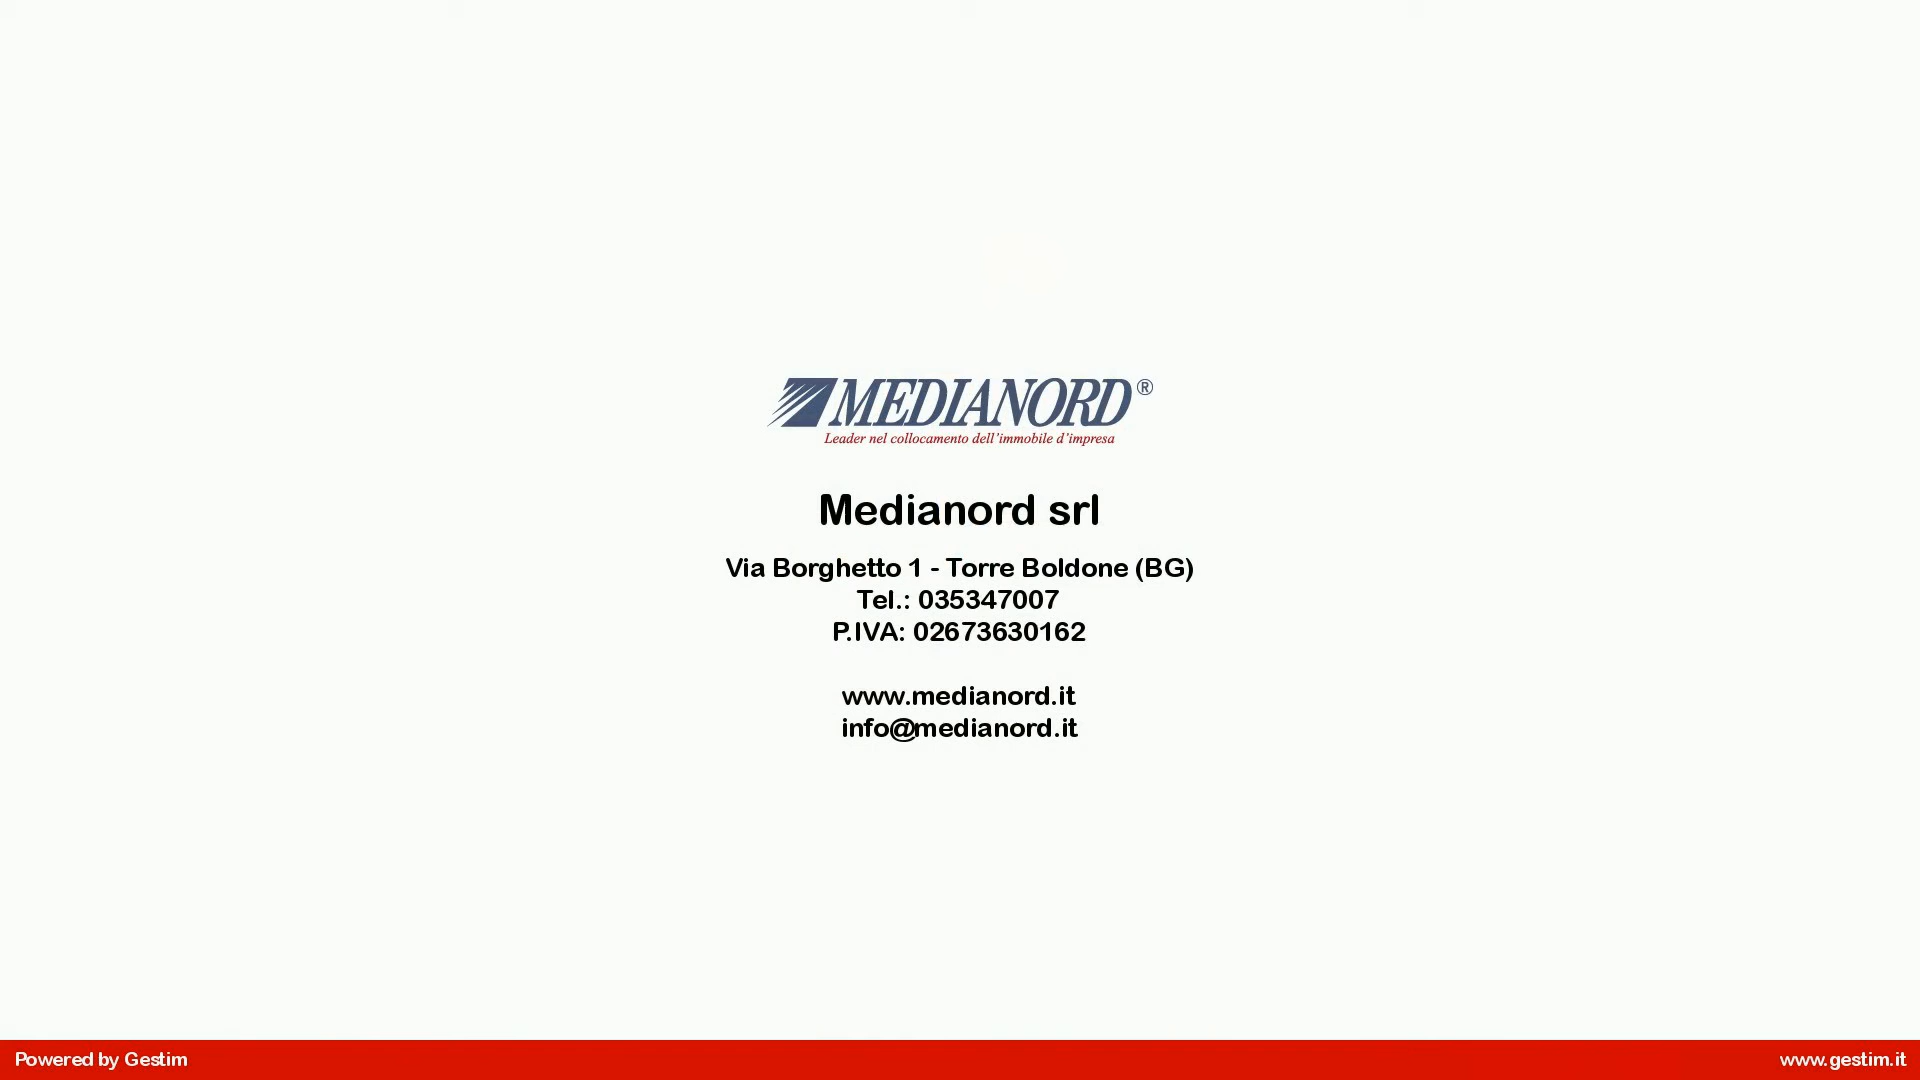 MEDIANORD®
Leader nel collocamento dell'immobile d'impresa
Medianord srl
Via Borghetto 1 - Torre Boldone (BG)
Tel.: 035347007
P.IVA: 02673630162
www.medianord.it
info@medianord.it
Powered by Gestim
www.gestim.it